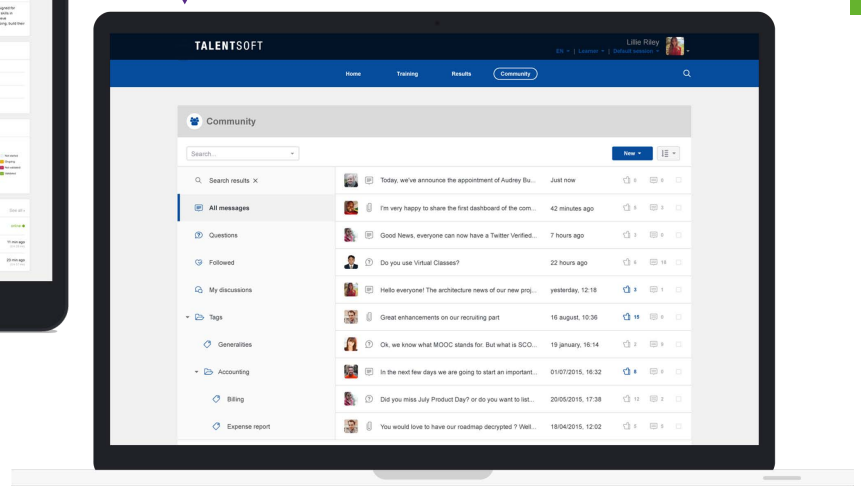 TALENTSOFT
Lillie Riley
EN | Learner | Default session
Home Training Results Community
Community
Search...
New
Search results ×
All messages
Questions
Followed
My discussions
Tags
Generalities
Accounting
Billing
Expense report
Today, we've announce the appointment of Audrey Bu... Just now
I'm very happy to share the first dashboard of the com... 42 minutes ago
Good News, everyone can now have a Twitter Verified... 7 hours ago
Do you use Virtual Classes? 22 hours ago
Hello everyone! The architecture news of our new proj... yesterday, 12:18 3 1
Great enhancements on our recruiting part 16 august, 10:36 15
Ok, we know what MOOC stands for. But what is SCO... 19 january, 16:14 2
In the next few days we are going to start an important... 01/07/2015, 16:32
Did you miss July Product Day? or do you want to list... 20/05/2015, 17:38 12 2
You would love to have our roadmap decrypted ? Well... 18/04/2015, 12:02
11 min ago
25 min ago